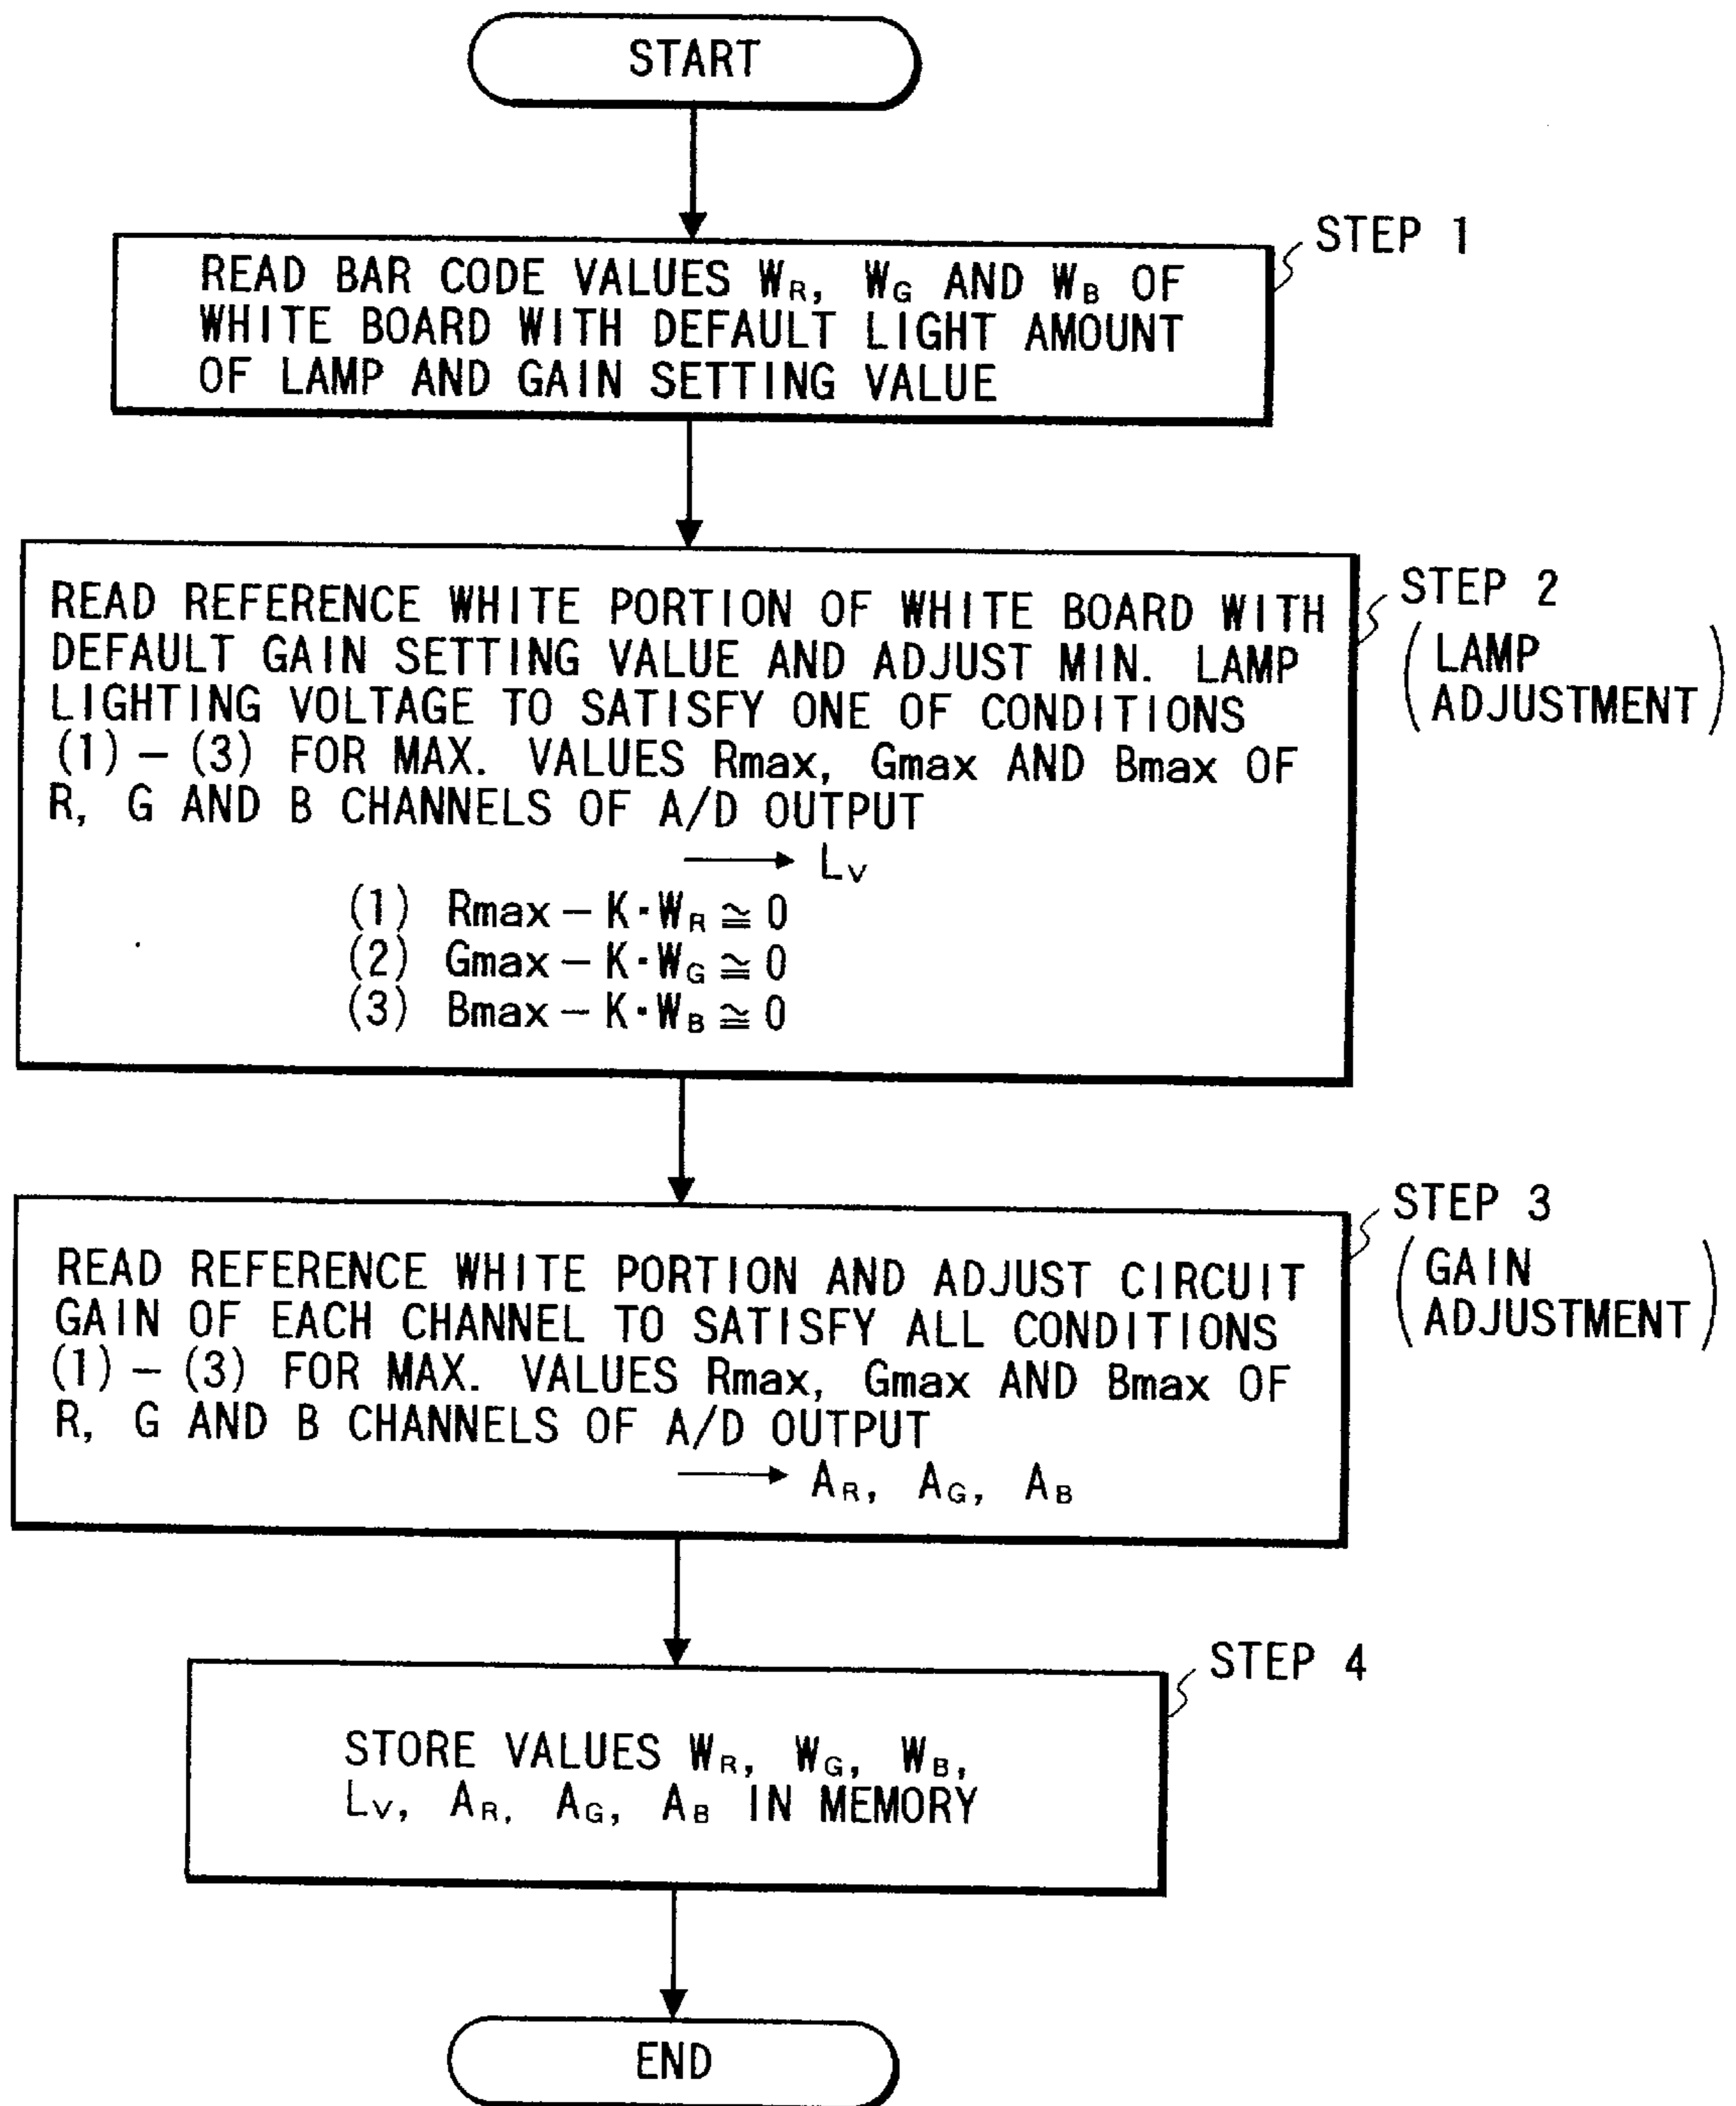 START
STEP 1
READ BAR CODE VALUES WR, WG AND WB OF
WHITE BOARD WITH DEFAULT LIGHT AMOUNT
OF LAMP AND GAIN SETTING VALUE
STEP 2
(LAMP
ADJUSTMENT)
READ REFERENCE WHITE PORTION OF WHITE BOARD WITH
DEFAULT GAIN SETTING VALUE AND ADJUST MIN. LAMP
LIGHTING VOLTAGE TO SATISFY ONE OF CONDITIONS
(1) – (3) FOR MAX. VALUES Rmax, Gmax AND Bmax OF
R, G AND B CHANNELS OF A/D OUTPUT
→ LV
(1) Rmax – K·WR ≅ 0
(2) Gmax – K·WG ≅ 0
(3) Bmax – K·WB ≅ 0
STEP 3
(GAIN
ADJUSTMENT)
READ REFERENCE WHITE PORTION AND ADJUST CIRCUIT
GAIN OF EACH CHANNEL TO SATISFY ALL CONDITIONS
(1) – (3) FOR MAX. VALUES Rmax, Gmax AND Bmax OF
R, G AND B CHANNELS OF A/D OUTPUT
→ AR, AG, AB
STEP 4
STORE VALUES WR, WG, WB,
LV, AR, AG, AB IN MEMORY
END